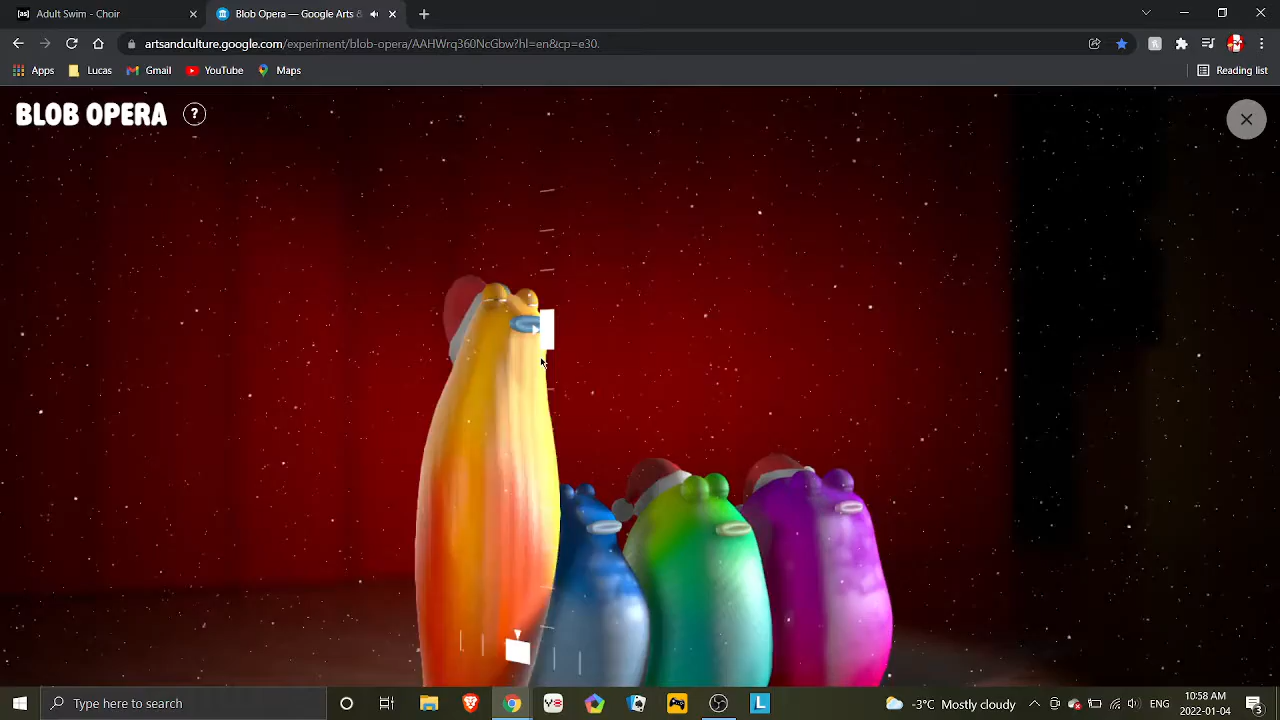 [as] Adult Swim - Choir
Blob Opera — Google Arts &
artsandculture.google.com/experiment/blob-opera/AAHWrq360NcGbw?hl=en&cp=e30.
Apps Lucas Gmail YouTube Maps Reading list
BLOB OPERA ?
Type here to search
L
-3°C Mostly cloudy
ENG
10:58 AM
2022-01-04
3